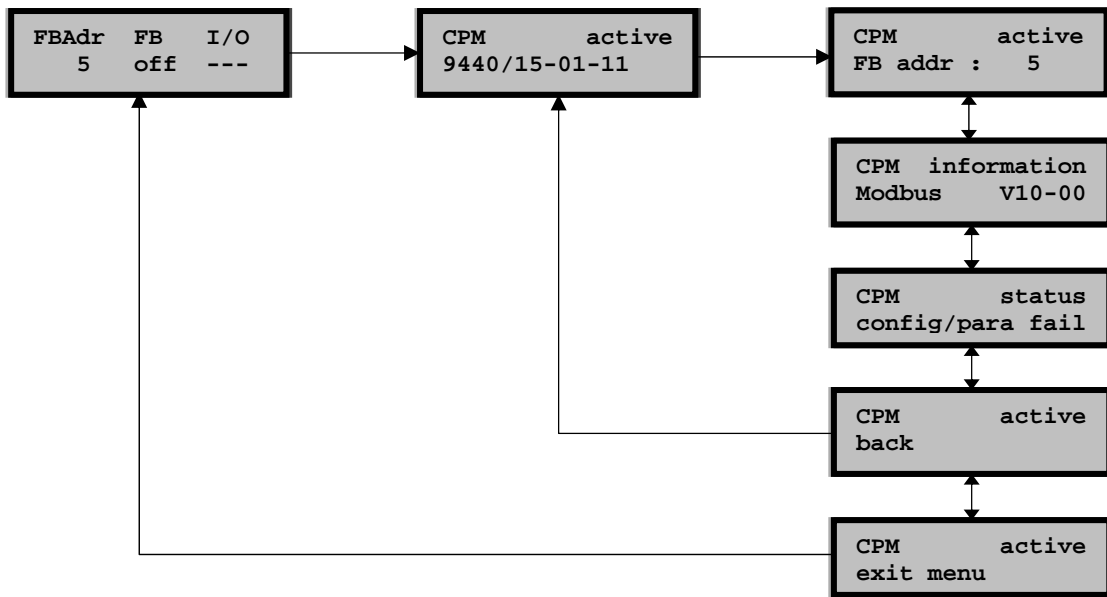 FBAdr FB I/O
5 off ---
CPM active
9440/15-01-11
CPM active
FB addr : 5
CPM information
Modbus V10-00
CPM status
config/para fail
CPM active
back
CPM active
exit menu